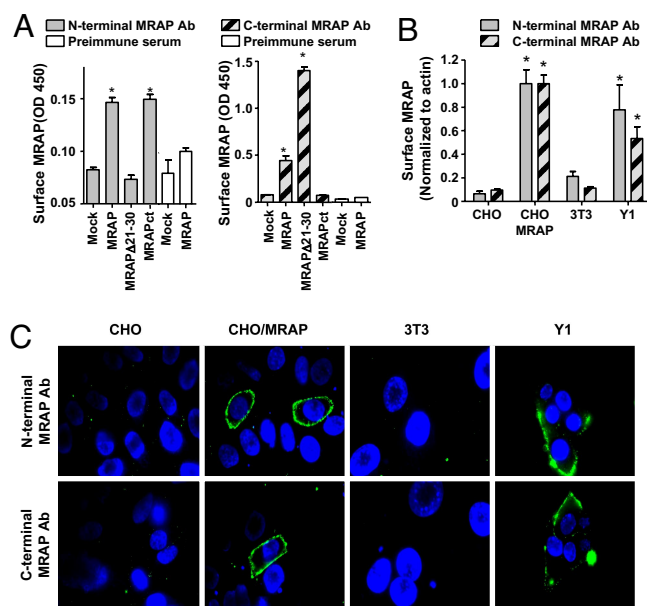 A
N-terminal MRAP Ab
Preimmune serum
Surface MRAP (OD 450)
0.15
0.10
0.05
Mock
MRAP
MRAPΔ21-30
MRAPct
Mock
MRAP
C-terminal MRAP Ab
Preimmune serum
Surface MRAP (OD 450)
1.5
1.0
0.5
0.0
Mock
MRAP
MRAPΔ21-30
MRAPct
Mock
MRAP
* * * *
B
N-terminal MRAP Ab
C-terminal MRAP Ab
Surface MRAP
(Normalized to actin)
1.2
1.0
0.8
0.6
0.4
0.2
0
* * * *
CHO
CHO
MRAP
3T3
Y1
C
CHO
CHO/MRAP
3T3
Y1
N-terminal
MRAP Ab
C-terminal
MRAP Ab